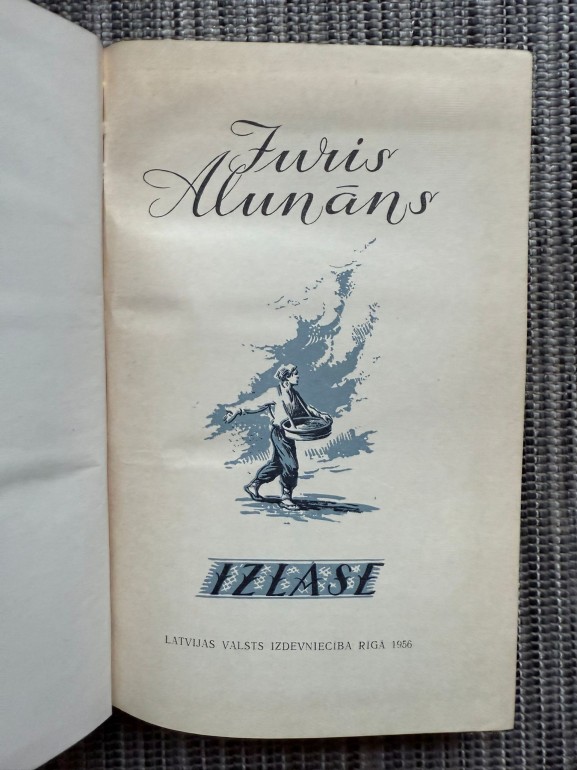 Juris
Alunāns
IZLASE
LATVIJAS VALSTS IZDEVNIECĪBA RĪGĀ 1956